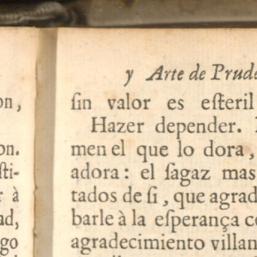 y Arte de Prude
on,
sin valor es esteril
Hazer depender.
on.
men el que lo dora,
sti-
adora: el sagaz mas
r à
tados de si, que agrad
ad,
barle à la esperança c
go
agradecimiento villan